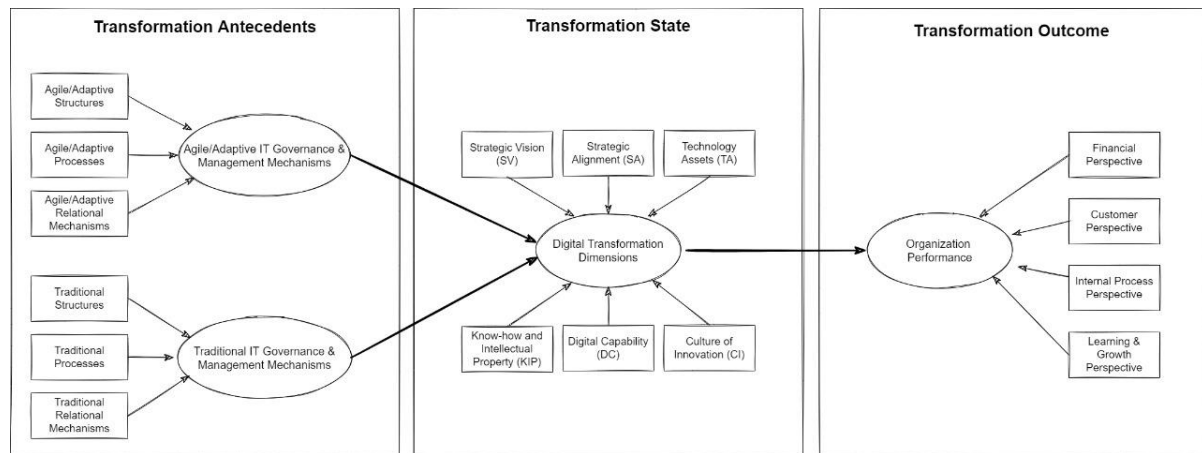 Transformation Antecedents
Agile/Adaptive
Structures
Agile/Adaptive
Processes
Agile/Adaptive
Relational
Mechanisms
Agile/Adaptive IT Governance &
Management Mechanisms
Traditional
Structures
Traditional
Processes
Traditional
Relational
Mechanisms
Traditional IT Governance &
Management Mechanisms
Transformation State
Strategic Vision
(SV)
Strategic
Alignment (SA)
Technology
Assets (TA)
Digital Transformation
Dimensions
Know-how and
Intellectual
Property (KIP)
Digital Capability
(DC)
Culture of
Innovation (CI)
Transformation Outcome
Financial
Perspective
Customer
Perspective
Internal Process
Perspective
Learning &
Growth
Perspective
Organization
Performance